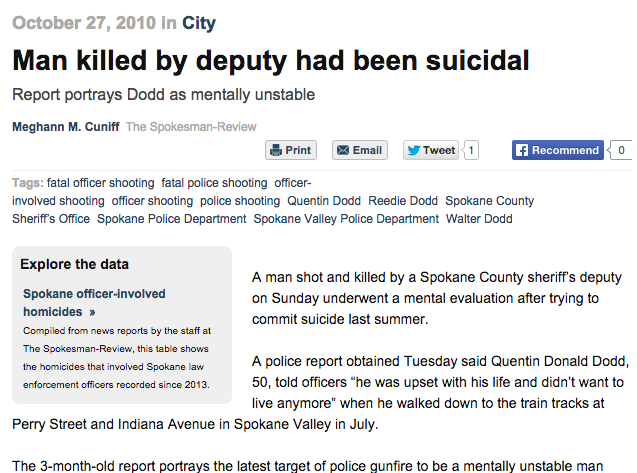 October 27, 2010 in City
Man killed by deputy had been suicidal
Report portrays Dodd as mentally unstable
Meghann M. Cuniff The Spokesman-Review
Print Email Tweet 1 Recommend 0
Tags: fatal officer shooting fatal police shooting officer-
involved shooting officer shooting police shooting Quentin Dodd Reedie Dodd Spokane County
Sheriff's Office Spokane Police Department Spokane Valley Police Department Walter Dodd
Explore the data
Spokane officer-involved
homicides »
Compiled from news reports by the staff at
The Spokesman-Review, this table shows
the homicides that involved Spokane law
enforcement officers recorded since 2013.
A man shot and killed by a Spokane County sheriff's deputy
on Sunday underwent a mental evaluation after trying to
commit suicide last summer.
A police report obtained Tuesday said Quentin Donald Dodd,
50, told officers “he was upset with his life and didn't want to
live anymore” when he walked down to the train tracks at
Perry Street and Indiana Avenue in Spokane Valley in July.
The 3-month-old report portrays the latest target of police gunfire to be a mentally unstable man